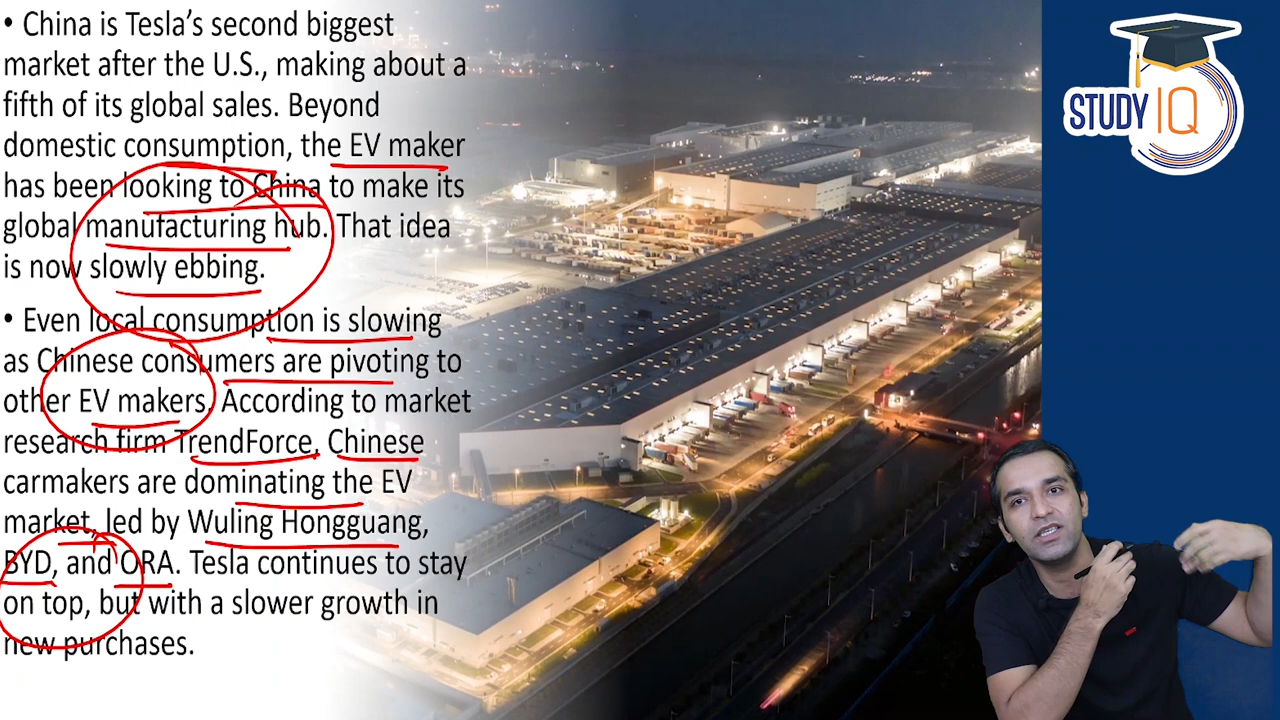 • China is Tesla’s second biggest
market after the U.S., making about a
fifth of its global sales. Beyond
domestic consumption, the EV maker
has been looking to China to make its
global manufacturing hub. That idea
is now slowly ebbing.
• Even local consumption is slowing
as Chinese consumers are pivoting to
other EV makers. According to market
research firm TrendForce, Chinese
carmakers are dominating the EV
market, led by Wuling Hongguang,
BYD, and ORA. Tesla continues to stay
on top, but with a slower growth in
new purchases.
STUDY IQ